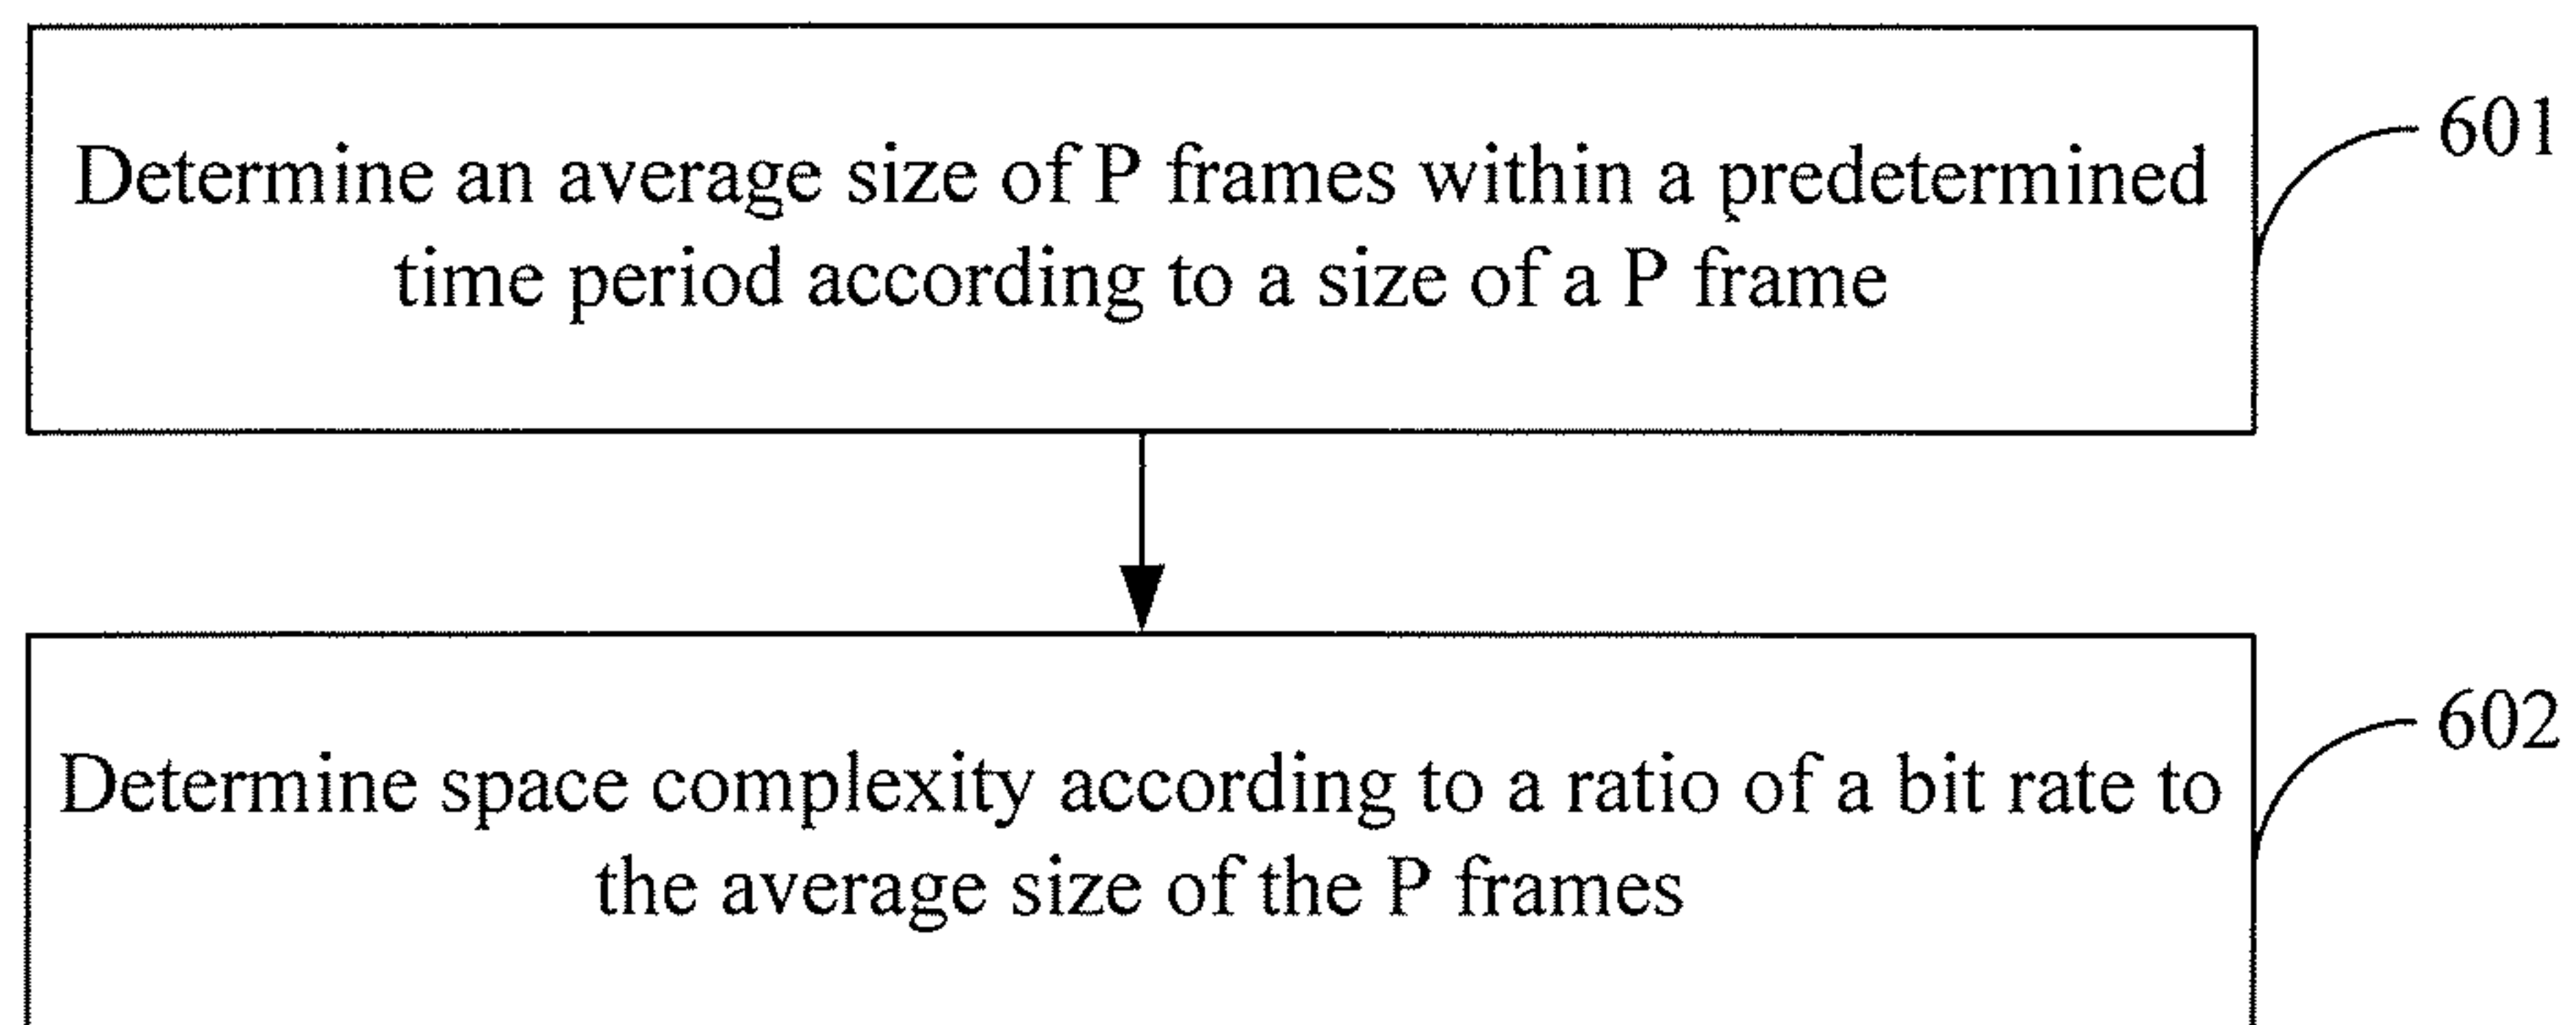 Determine an average size of P frames within a predetermined
time period according to a size of a P frame
601
Determine space complexity according to a ratio of a bit rate to
the average size of the P frames
602